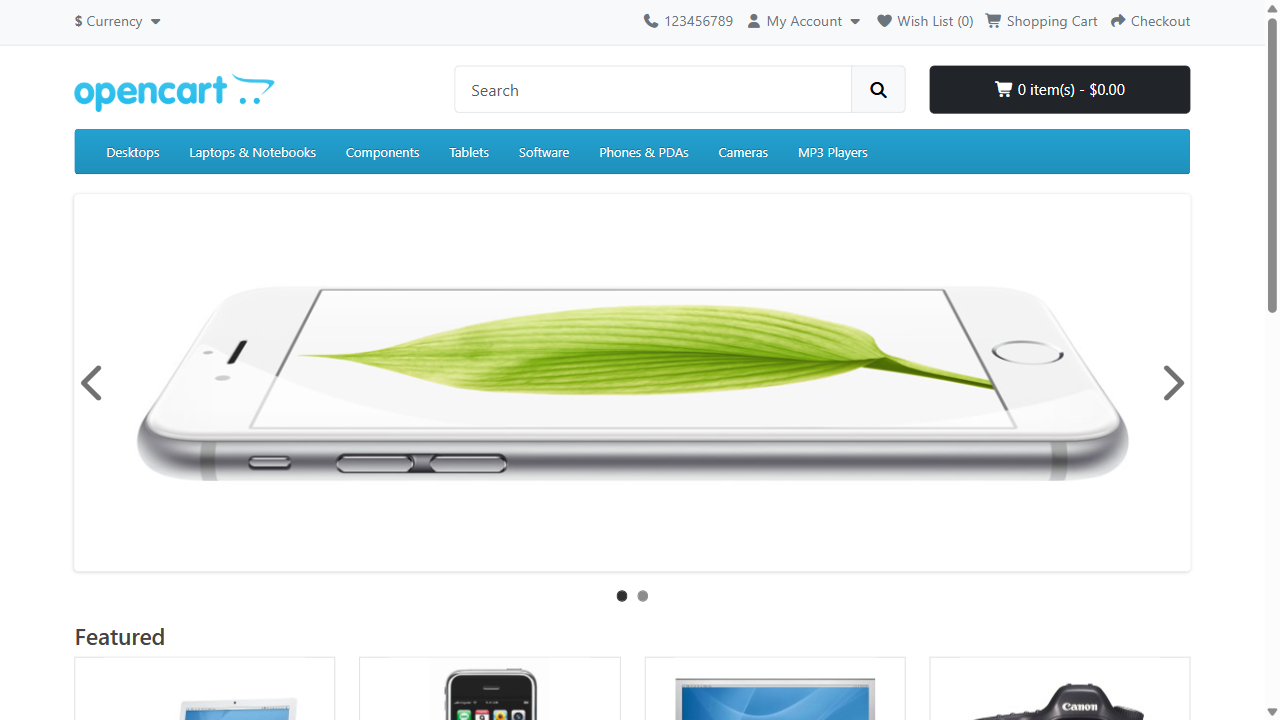 $ Currency
123456789 My Account Wish List (0) Shopping Cart Checkout
opencart
Search
0 item(s) - $0.00
Desktops Laptops & Notebooks Components Tablets Software Phones & PDAs Cameras MP3 Players
Featured
Canon